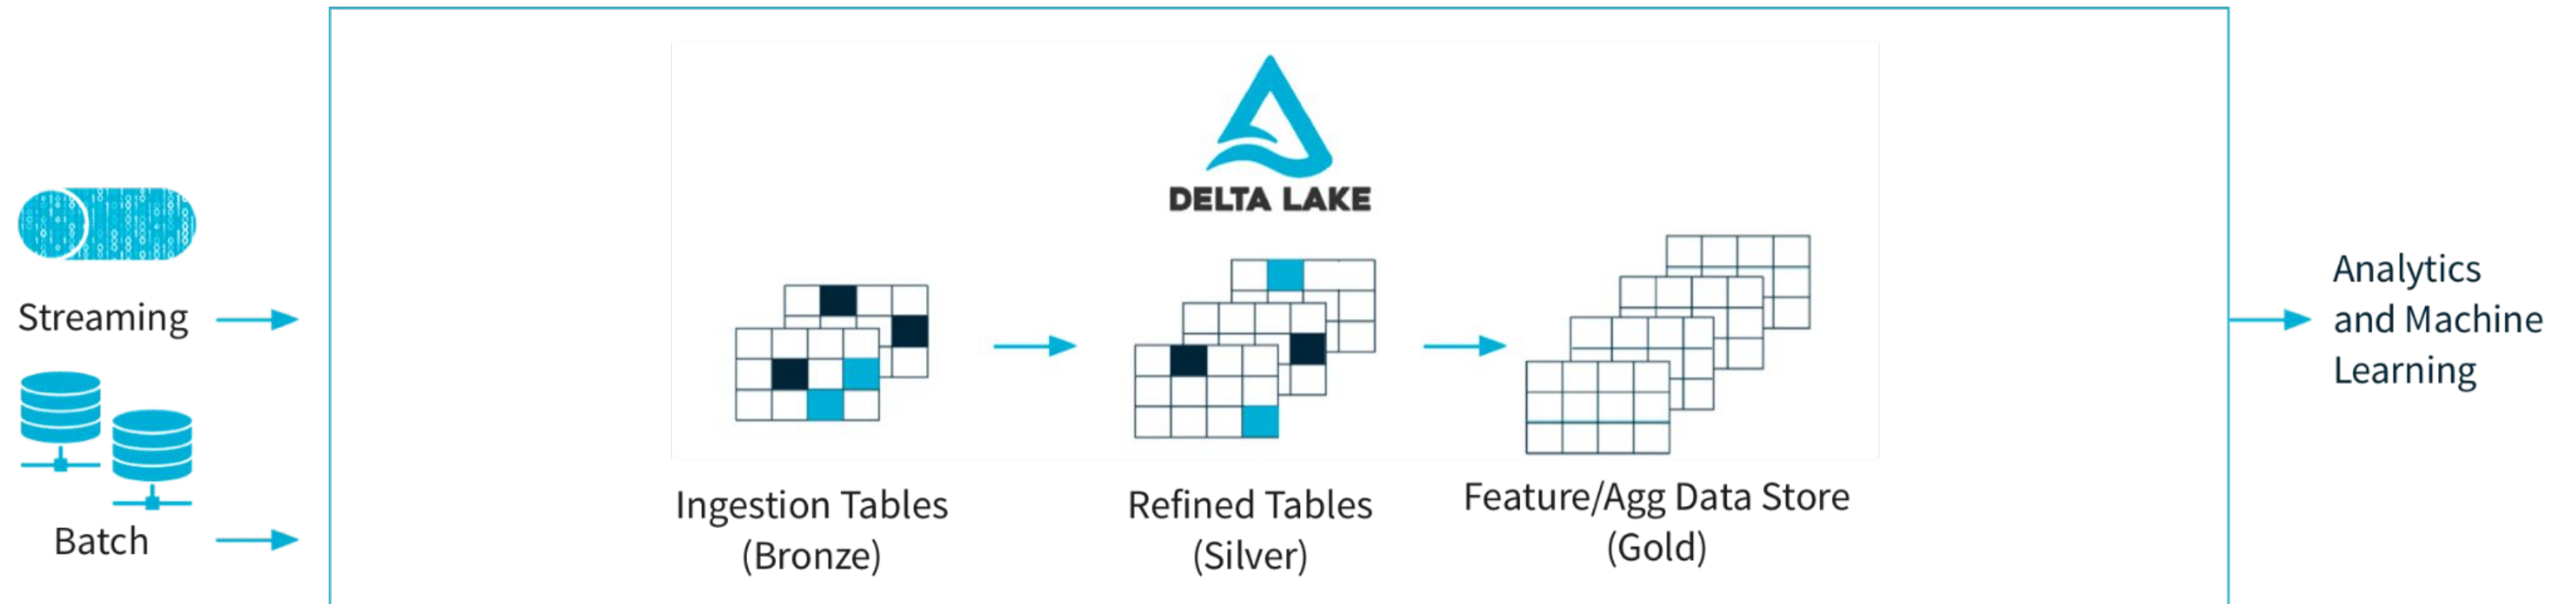 DELTA LAKE
Streaming
Batch
Ingestion Tables
(Bronze)
Refined Tables
(Silver)
Feature/Agg Data Store
(Gold)
Analytics
and Machine
Learning